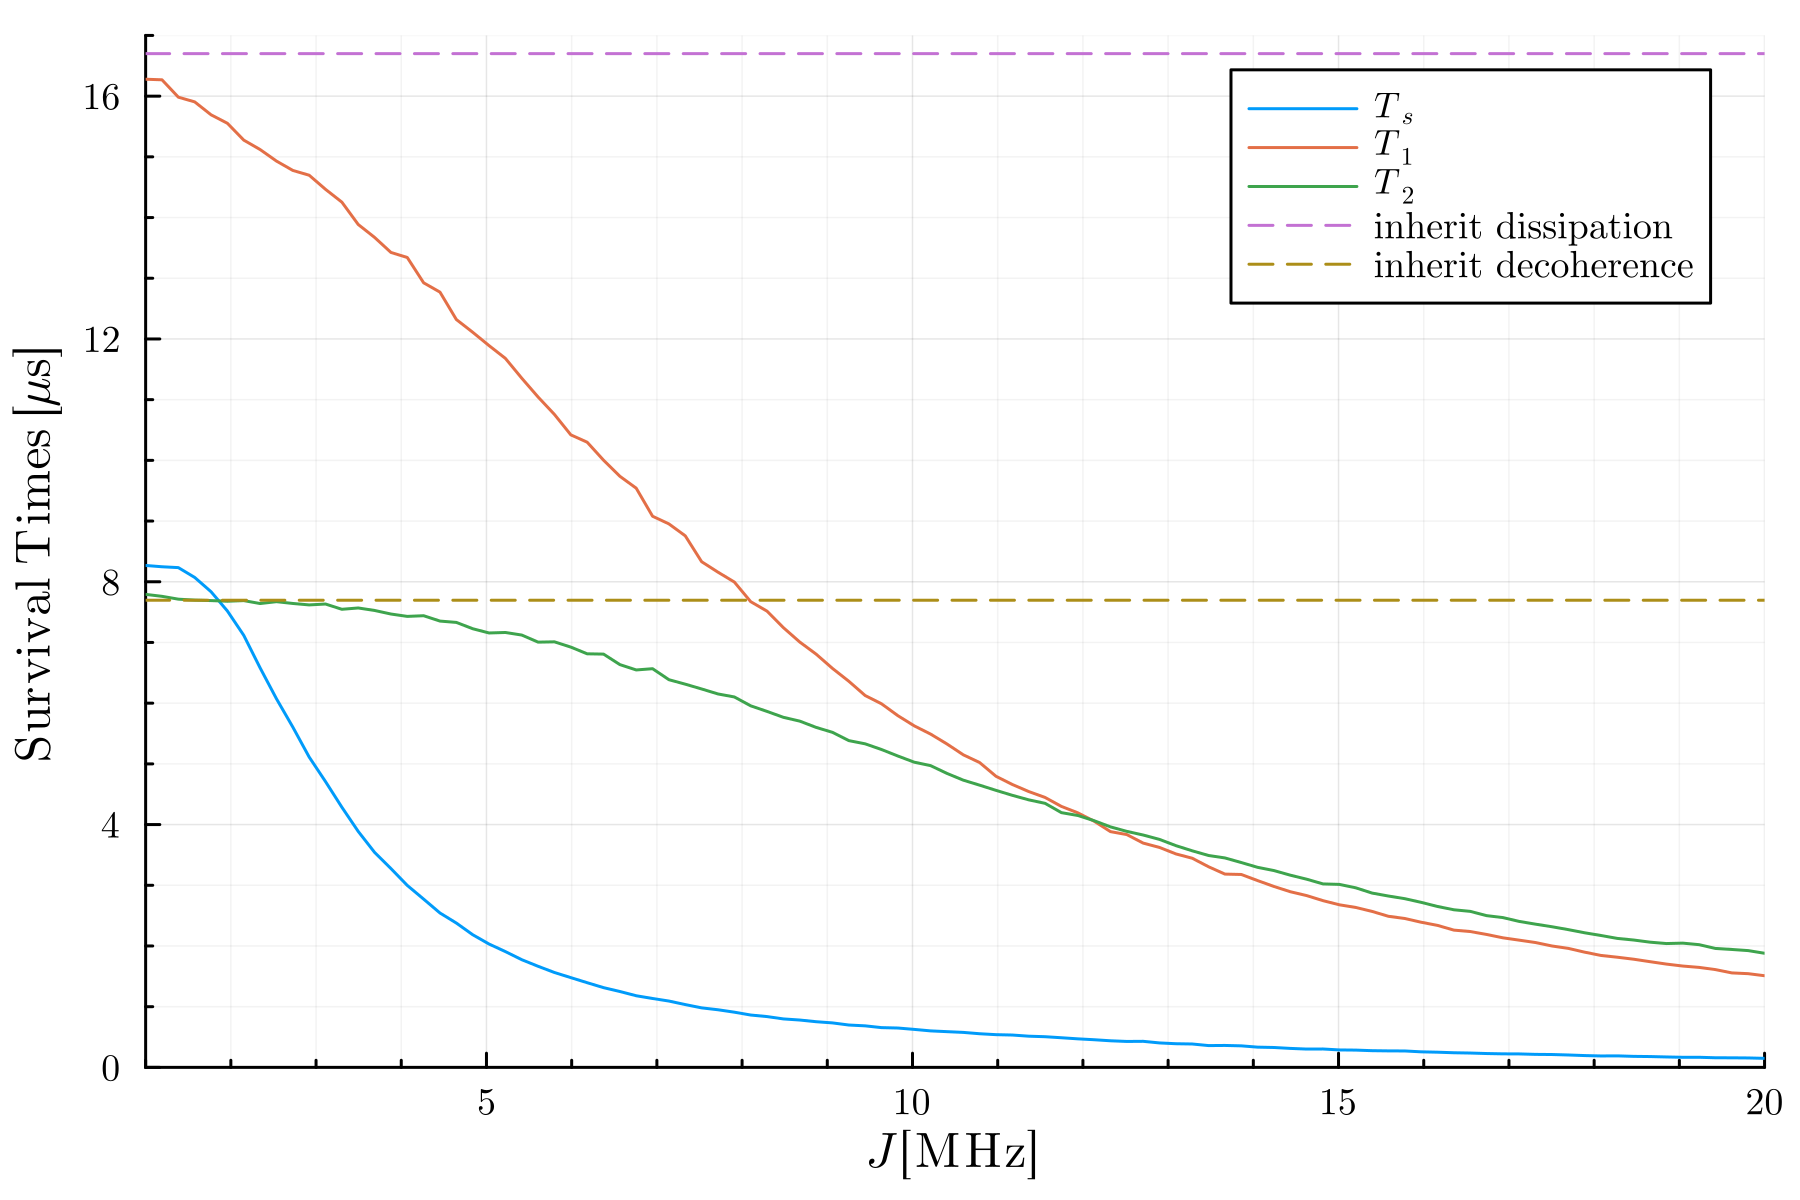 T_s
T_1
T_2
inherit dissipation
inherit decoherence
16
12
8
4
0
Survival Times [μs]
5 10 15 20
J[MHz]